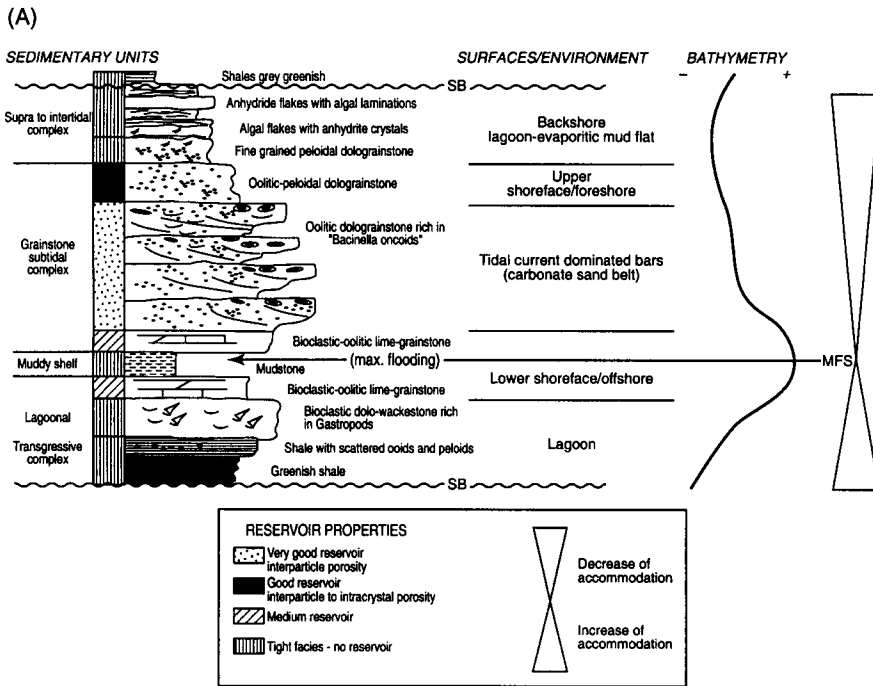 (A)
SEDIMENTARY UNITS
SURFACES/ENVIRONMENT
BATHYMETRY
Shales grey greenish
SB
−
+
Supra to intertidal
complex
Anhydride flakes with algal laminations
Algal flakes with anhydrite crystals
Fine grained peloidal dolograinstone
Backshore
lagoon-evaporitic mud flat
Oolitic-peloidal dolograinstone
Upper
shoreface/foreshore
Grainstone
subtidal
complex
Oolitic dolograinstone rich in
"Bacinella oncoids"
Tidal current dominated bars
(carbonate sand belt)
Bioclastic-oolitic lime-grainstone
Muddy shelf
Mudstone
(max. flooding)
MFS
Bioclastic-oolitic lime-grainstone
Lower shoreface/offshore
Lagoonal
Bioclastic dolo-wackestone rich
in Gastropods
Transgressive
complex
Shale with scattered ooids and peloids
Lagoon
Greenish shale
SB
RESERVOIR PROPERTIES
Very good reservoir
interparticle porosity
Good reservoir
interparticle to intracrystal porosity
Medium reservoir
Tight facies - no reservoir
Decrease of
accommodation
Increase of
accommodation